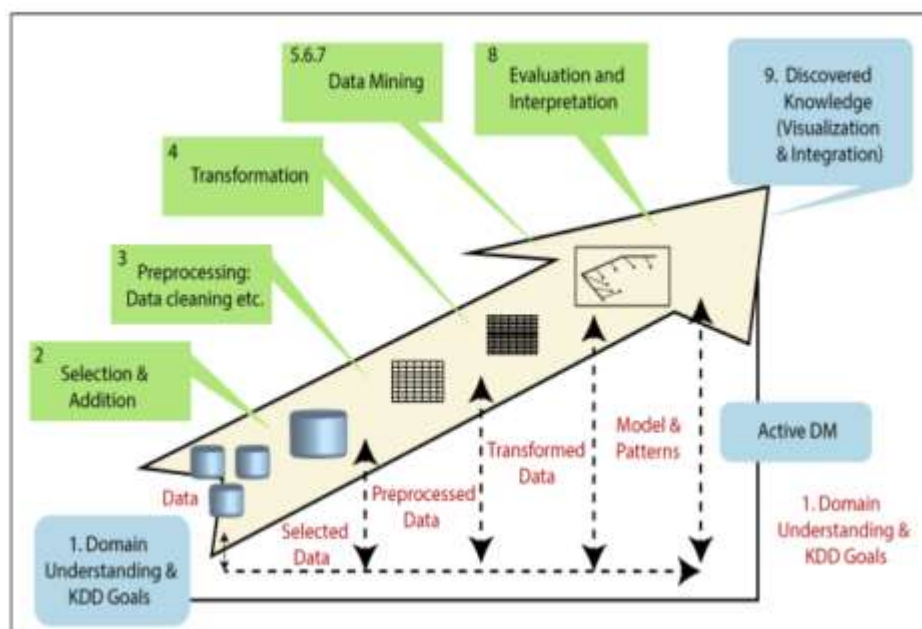 5.6.7
Data Mining
8
Evaluation and
Interpretation
9. Discovered
Knowledge
(Visualization
& Integration)
4
Transformation
3
Preprocessing:
Data cleaning etc.
2
Selection &
Addition
Data
Selected
Data
Preprocessed
Data
Transformed
Data
Model &
Patterns
Active DM
1. Domain
Understanding &
KDD Goals
1. Domain
Understanding &
KDD Goals